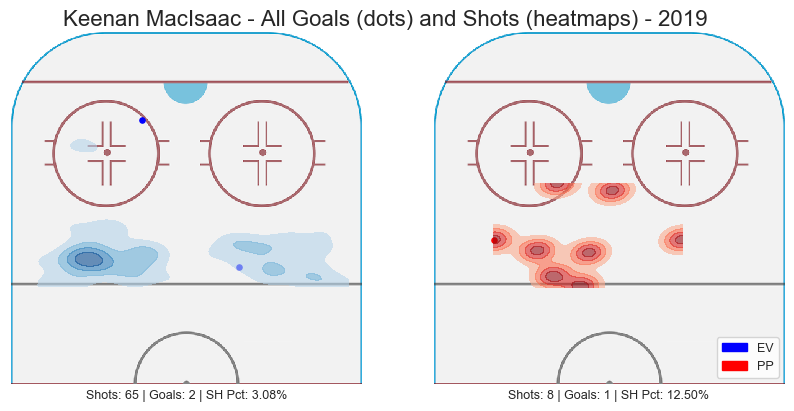 Keenan MacIsaac - All Goals (dots) and Shots (heatmaps) - 2019
EV
PP
Shots: 65 | Goals: 2 | SH Pct: 3.08%
Shots: 8 | Goals: 1 | SH Pct: 12.50%